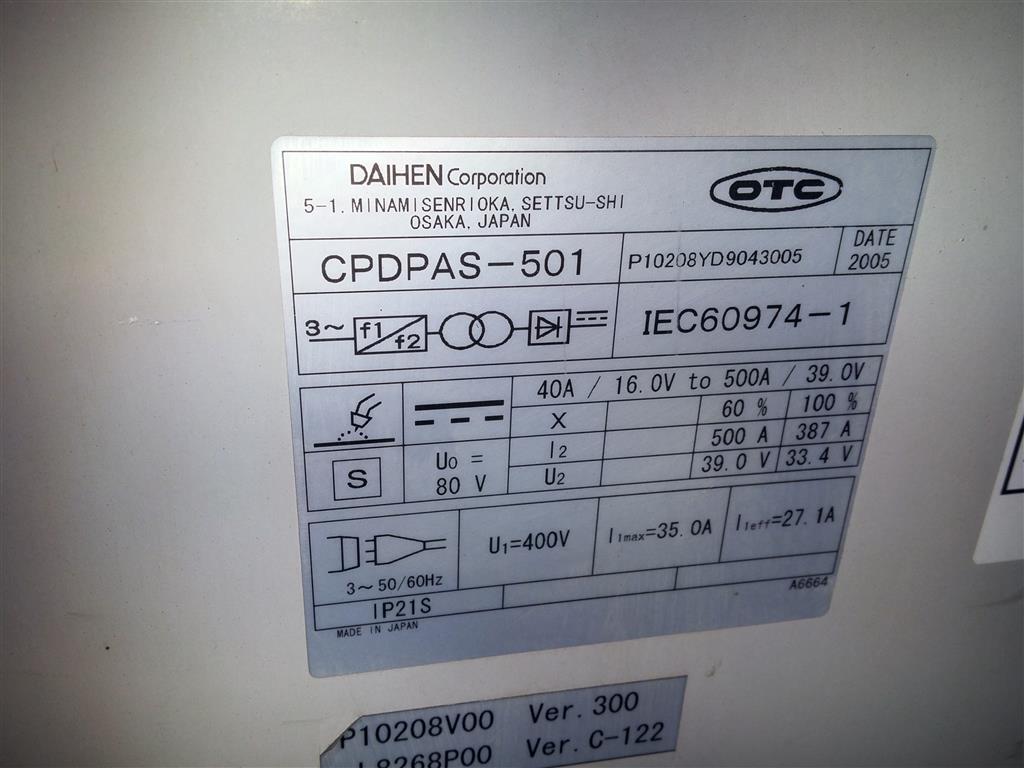 DAIHEN Corporation
OTC
5-1. MINAMISENRIOKA, SETTSU-SHI
OSAKA, JAPAN
CPDPAS-501
P10208YD9043005
DATE
2005
3~ f1/f2
IEC60974-1
40A / 16.0V to 500A / 39.0V
X 60 % 100 %
I2 500 A 387 A
U2 39.0 V 33.4 V
S
U0 =
80 V
3~ 50/60Hz
U1=400V
I1max=35.0A
I1eff=27.1A
IP21S
A6664
MADE IN JAPAN
P10208V00 Ver. 300
L8268P00 Ver. C-122